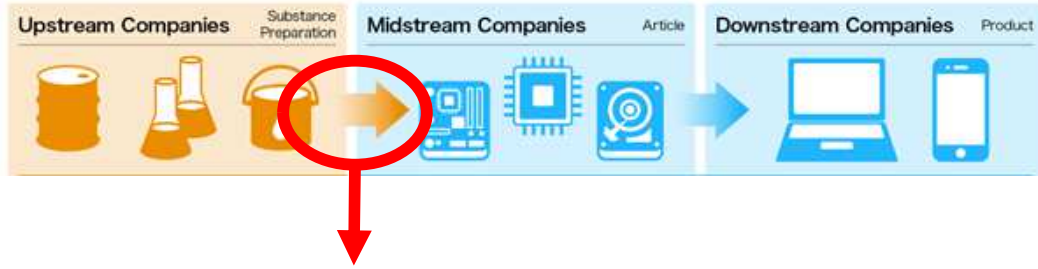 Upstream Companies
Substance
Preparation
Midstream Companies
Article
Downstream Companies
Product